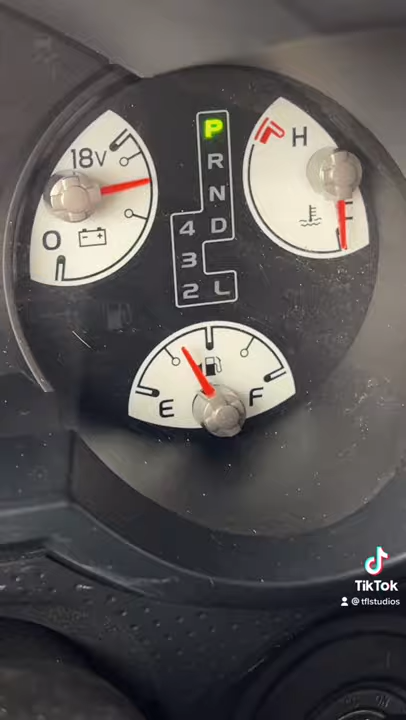 P
18V
H
R
N
4 D
O
3
2 L
E F
TikTok
@tflstudios